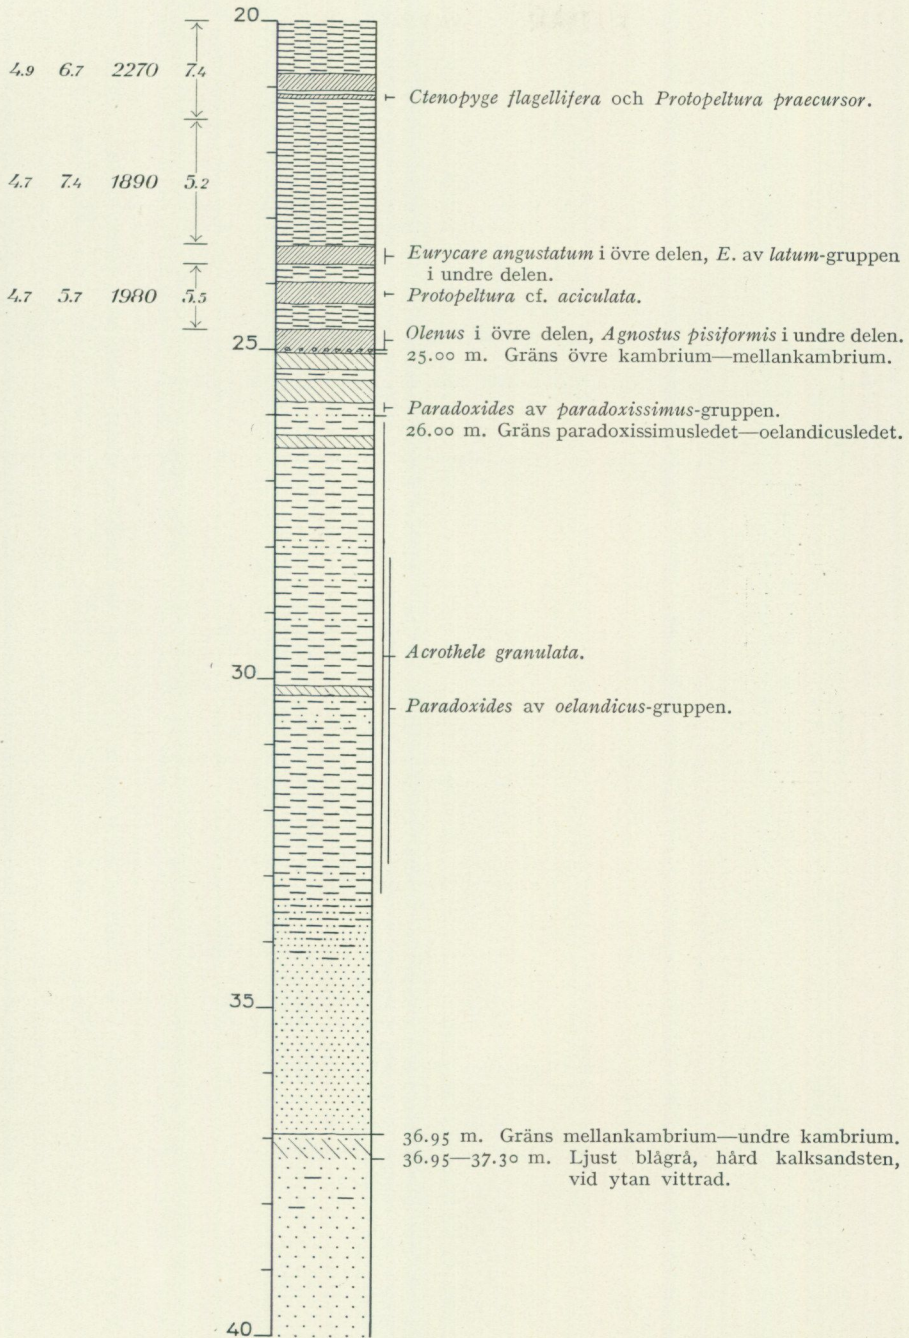 20
4.9 6.7 2270 7.4
Ctenopyge flagellifera och Protopeltura praecursor.
4.7 7.4 1890 5.2
Eurycare angustatum i övre delen, E. av latum-gruppen
i undre delen.
4.7 5.7 1980 5.5
Protopeltura cf. aciculata.
Olenus i övre delen, Agnostus pisiformis i undre delen.
25
25.00 m. Gräns övre kambrium—mellankambrium.
Paradoxides av paradoxissimus-gruppen.
26.00 m. Gräns paradoxissimusledet—oelandicusledet.
Acrothele granulata.
30
Paradoxides av oelandicus-gruppen.
35
36.95 m. Gräns mellankambrium—undre kambrium.
36.95—37.30 m. Ljust blågrå, hård kalksandsten,
vid ytan vittrad.
40